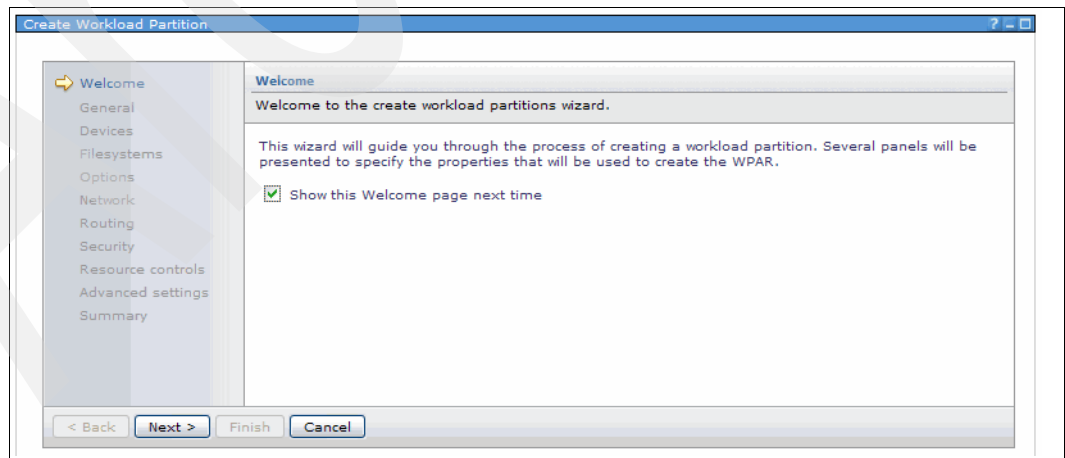 Create Workload Partition
Welcome
General
Devices
Filesystems
Options
Network
Routing
Security
Resource controls
Advanced settings
Summary
Welcome
Welcome to the create workload partitions wizard.
This wizard will guide you through the process of creating a workload partition. Several panels will be
presented to specify the properties that will be used to create the WPAR.
Show this Welcome page next time
< Back Next > Finish Cancel